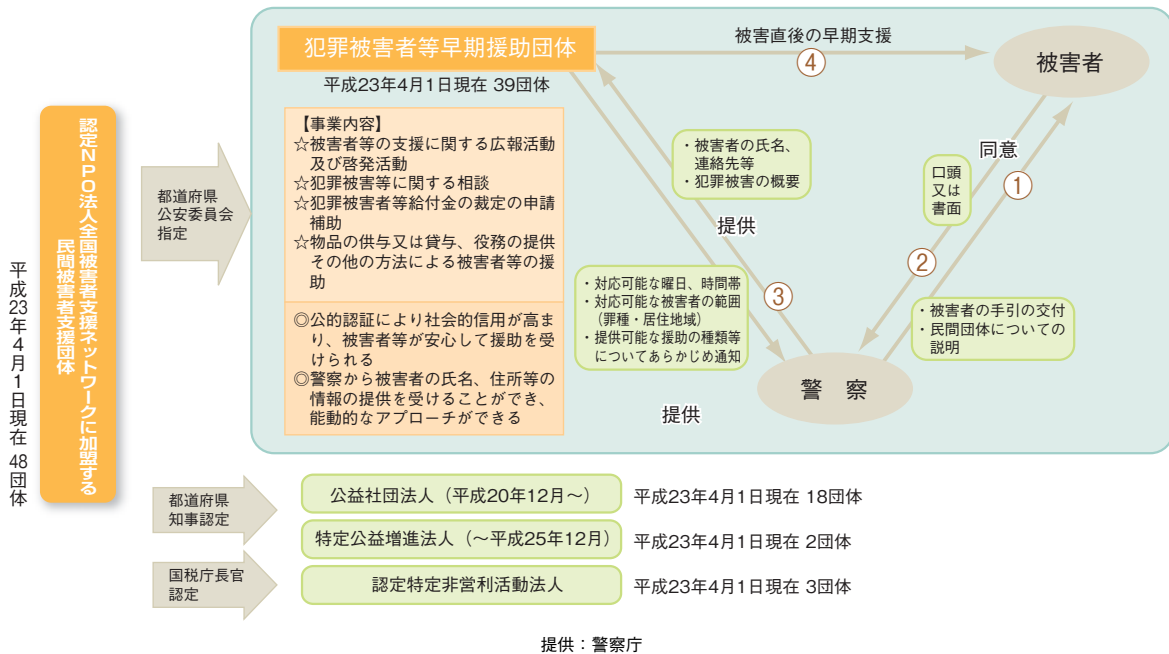 平成23年4月1日現在 48団体
認定NPO法人全国被害者支援ネットワークに加盟する
民間被害者支援団体
都道府県
公安委員会
指定
犯罪被害者等早期援助団体
平成23年4月1日現在 39団体
【事業内容】
☆被害者等の支援に関する広報活動
及び啓発活動
☆犯罪被害等に関する相談
☆犯罪被害者等給付金の裁定の申請
補助
☆物品の供与又は貸与、役務の提供
その他の方法による被害者等の援
助
◎公的認証により社会的信用が高ま
り、被害者等が安心して援助を受
けられる
◎警察から被害者の氏名、住所等の
情報の提供を受けることができ、
能動的なアプローチができる
被害直後の早期支援
④
被害者
・被害者の氏名、
連絡先等
・犯罪被害の概要
提供
同意
口頭
又は
書面
①
②
③
・対応可能な曜日、時間帯
・対応可能な被害者の範囲
（罪種・居住地域）
・提供可能な援助の種類等
についてあらかじめ通知
・被害者の手引の交付
・民間団体についての
説明
警 察
提供
都道府県
知事認定
公益社団法人（平成20年12月～）
平成23年4月1日現在 18団体
特定公益増進法人（～平成25年12月）
平成23年4月1日現在 2団体
国税庁長官
認定
認定特定非営利活動法人
平成23年4月1日現在 3団体
提供：警察庁